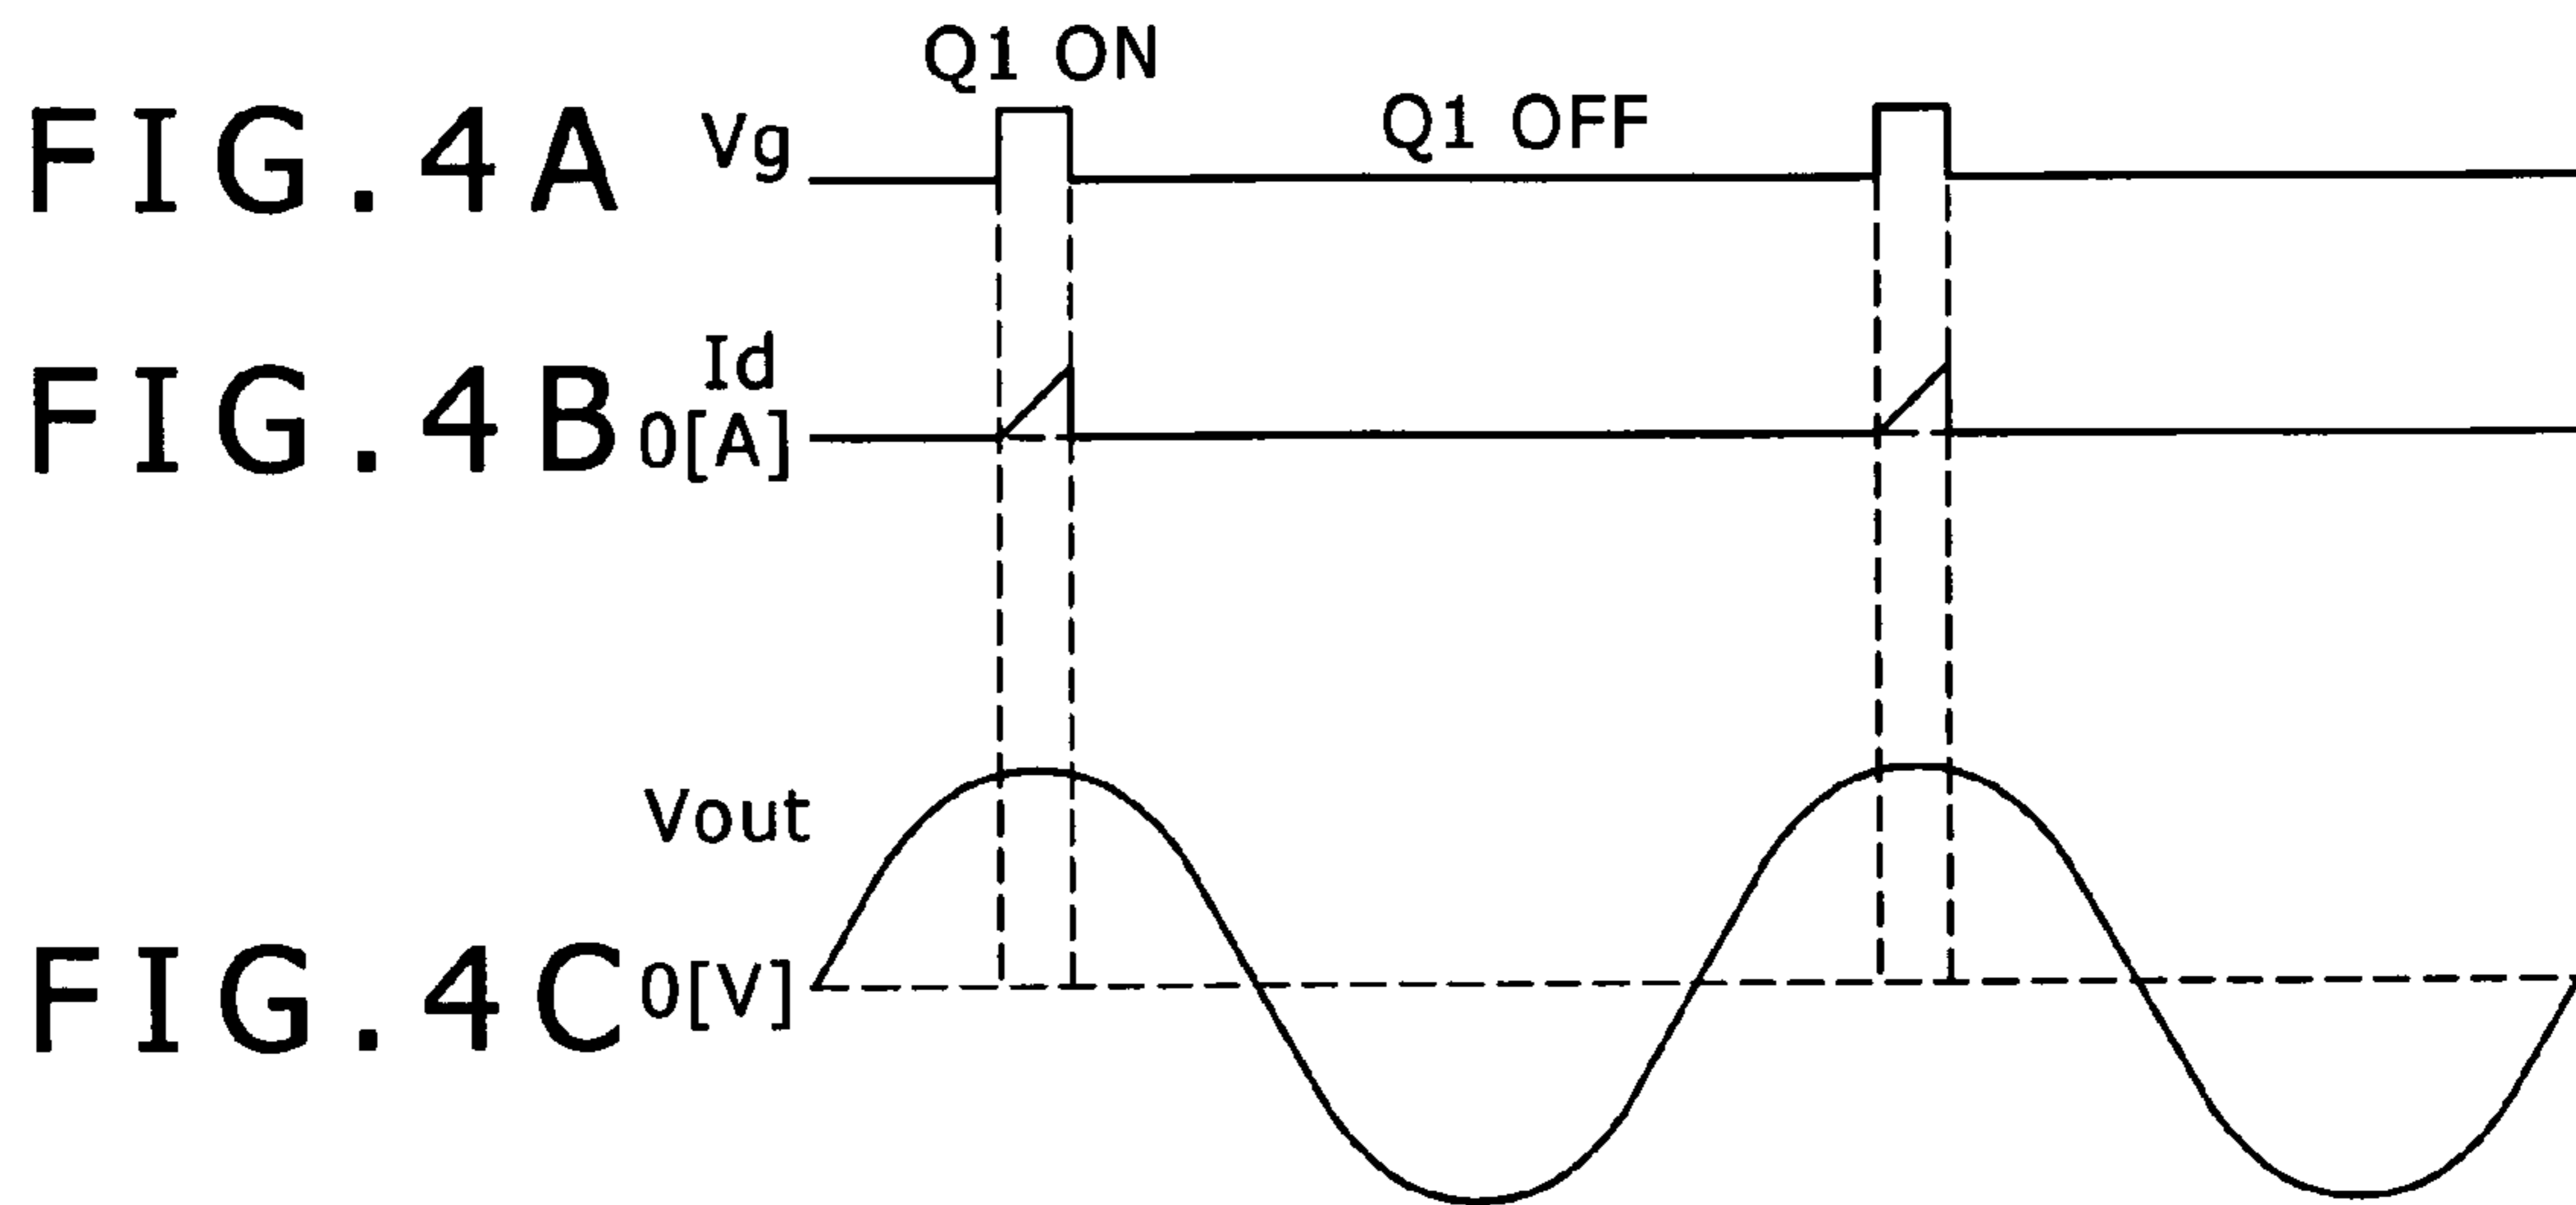 Q1 ON
FIG.4A Vg Q1 OFF
Id
FIG.4B 0[A]
Vout
FIG.4C 0[V]